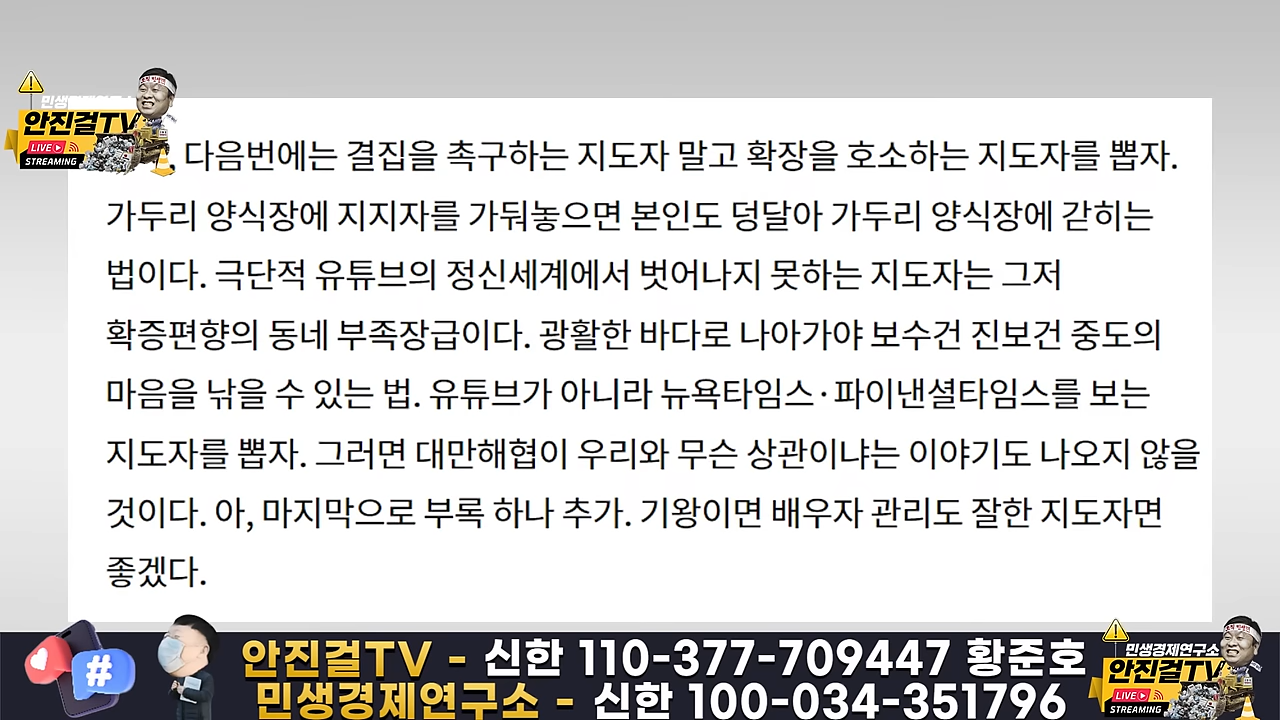 민생경제연구소
안진걸TV
LIVE
STREAMING
다음번에는 결집을 촉구하는 지도자 말고 확장을 호소하는 지도자를 뽑자.
가두리 양식장에 지지자를 가둬놓으면 본인도 덩달아 가두리 양식장에 갇히는
법이다. 극단적 유튜브의 정신세계에서 벗어나지 못하는 지도자는 그저
확증편향의 동네 부족장급이다. 광활한 바다로 나아가야 보수건 진보건 중도의
마음을 낚을 수 있는 법. 유튜브가 아니라 뉴욕타임스·파이낸셜타임스를 보는
지도자를 뽑자. 그러면 대만해협이 우리와 무슨 상관이냐는 이야기도 나오지 않을
것이다. 아, 마지막으로 부록 하나 추가. 기왕이면 배우자 관리도 잘한 지도자면
좋겠다.
#
안진걸TV - 신한 110-377-709447 황준호
민생경제연구소 - 신한 100-034-351796
민생경제연구소
안진걸TV
LIVE
STREAMING